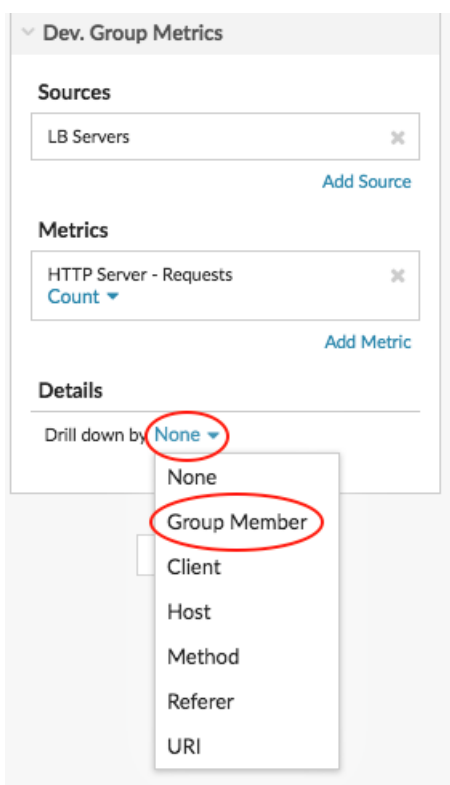 Dev. Group Metrics
Sources
LB Servers
Add Source
Metrics
HTTP Server - Requests
Count
Add Metric
Details
Drill down by None
None
Group Member
Client
Host
Method
Referer
URI